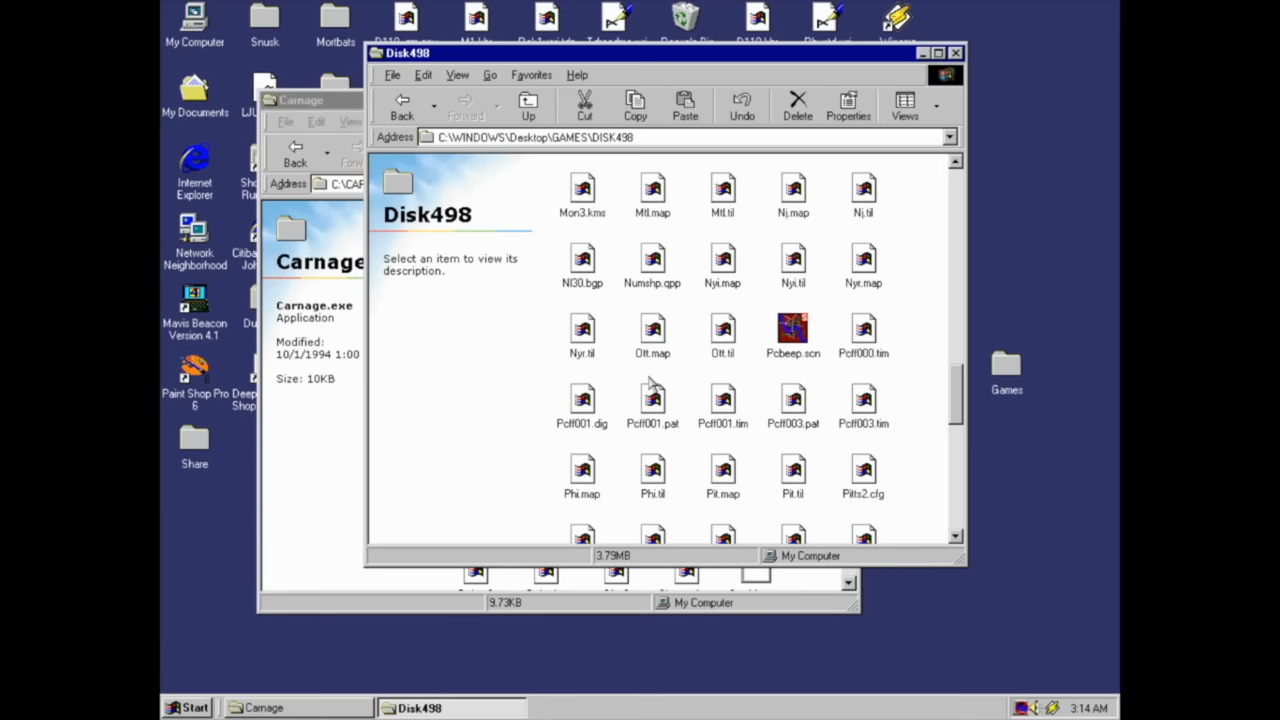 My Computer
Snusk
Mortbats
Disk498
File Edit View Go Favorites Help
Back Forward Up Cut Copy Paste Undo Delete Properties Views
Address C:\WINDOWS\Desktop\GAMES\DISK498
Disk498
Select an item to view its
description.
Mon3.kms Mtl.map Mtl.til Nj.map Nj.til
Nl30.bgp Numshp.qpp Nyi.map Nyi.til Nyr.map
Nyr.til Ott.map Ott.til Pcbeep.scn Pcff000.tim
Pcff001.dig Pcff001.pat Pcff001.tim Pcff003.pat Pcff003.tim
Phi.map Phi.til Pit.map Pit.til Pitts2.cfg
3.79MB My Computer
Carnage
File Edit View
Back Forw
Address C:\CAR
Carnage
Carnage.exe
Application
Modified:
10/1/1994 1:00
Size: 10KB
9.73KB My Computer
My Documents
Internet
Explorer
Network
Neighborhood
Mavis Beacon
Version 4.1
Paint Shop Pro
6
Share
Games
Start Carnage Disk498 3:14 AM